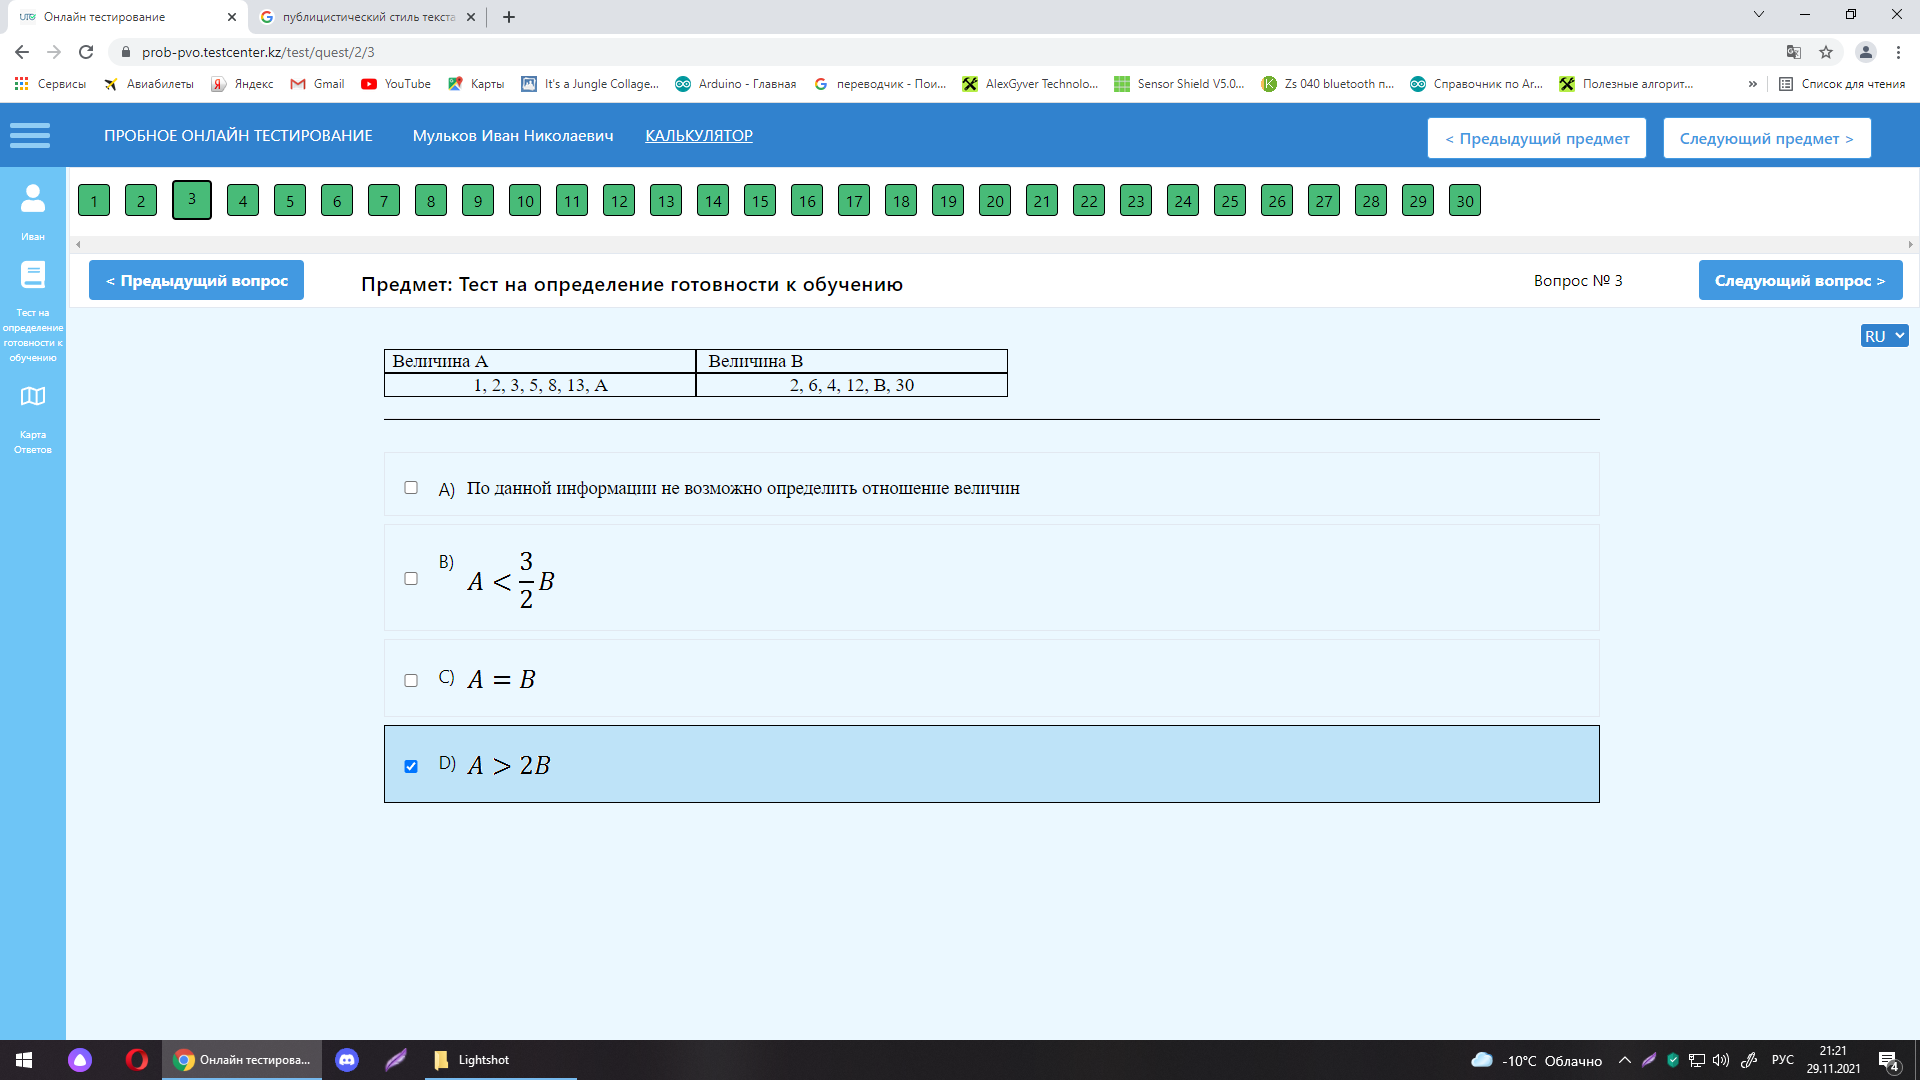 Онлайн тестирование
публицистический стиль текста
prob-pvo.testcenter.kz/test/quest/2/3
Сервисы Авиабилеты Яндекс Gmail YouTube Карты It's a Jungle Collage... Arduino - Главная переводчик - Пои... AlexGyver Technolo... Sensor Shield V5.0... Zs 040 bluetooth п... Справочник по Ar... Полезные алгорит... » Список для чтения
ПРОБНОЕ ОНЛАЙН ТЕСТИРОВАНИЕ Мульков Иван Николаевич КАЛЬКУЛЯТОР < Предыдущий предмет Следующий предмет >
1 2 3 4 5 6 7 8 9 10 11 12 13 14 15 16 17 18 19 20 21 22 23 24 25 26 27 28 29 30
Иван
Тест на
определение
готовности к
обучению
Карта
Ответов
< Предыдущий вопрос Предмет: Тест на определение готовности к обучению Вопрос № 3 Следующий вопрос >
RU
Величина А Величина В
1, 2, 3, 5, 8, 13, А 2, 6, 4, 12, В, 30
A) По данной информации не возможно определить отношение величин
B) A < 3/2 B
C) A = B
D) A > 2B
Онлайн тестирова... Lightshot -10°C Облачно РУС 21:21
29.11.2021 4